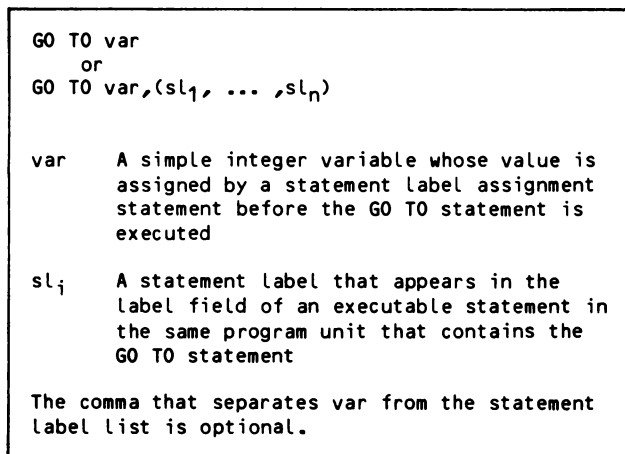 GO TO var
or
GO TO var,(sl1, ... ,sln)
var A simple integer variable whose value is
assigned by a statement label assignment
statement before the GO TO statement is
executed
sli A statement label that appears in the
label field of an executable statement in
the same program unit that contains the
GO TO statement
The comma that separates var from the statement
label list is optional.